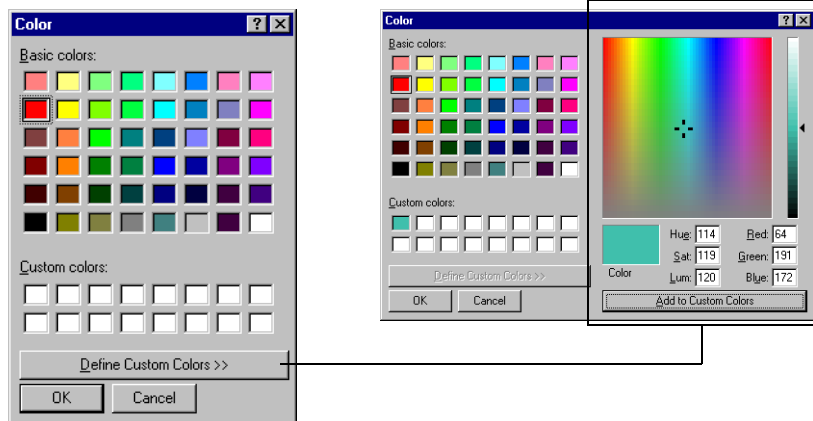 Color
Basic colors:
Custom colors:
Define Custom Colors >>
OK Cancel
Color
Basic colors:
Custom colors:
Define Custom Colors >>
OK Cancel
Hue: 114 Red: 64
Sat: 119 Green: 191
Color Lum: 120 Blue: 172
Add to Custom Colors